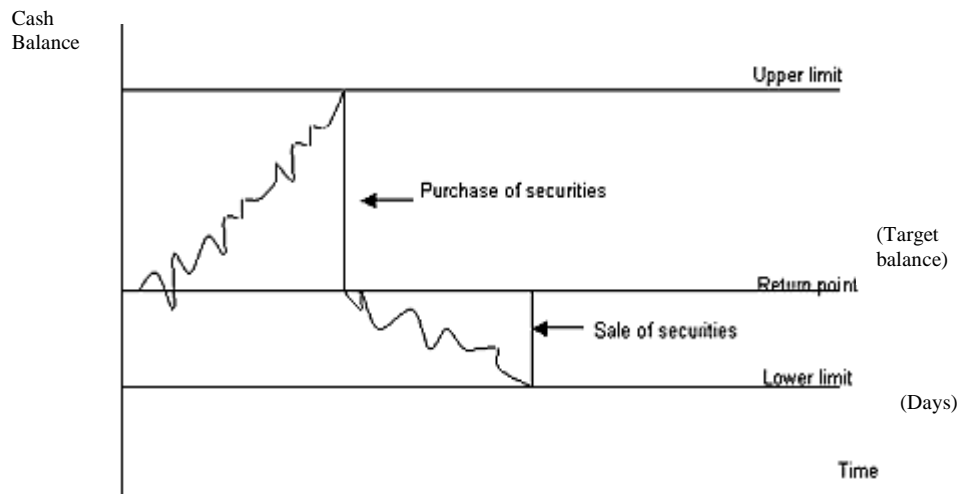 Cash
Balance
Upper limit
Purchase of securities
(Target
balance)
Return point
Sale of securities
Lower limit
(Days)
Time